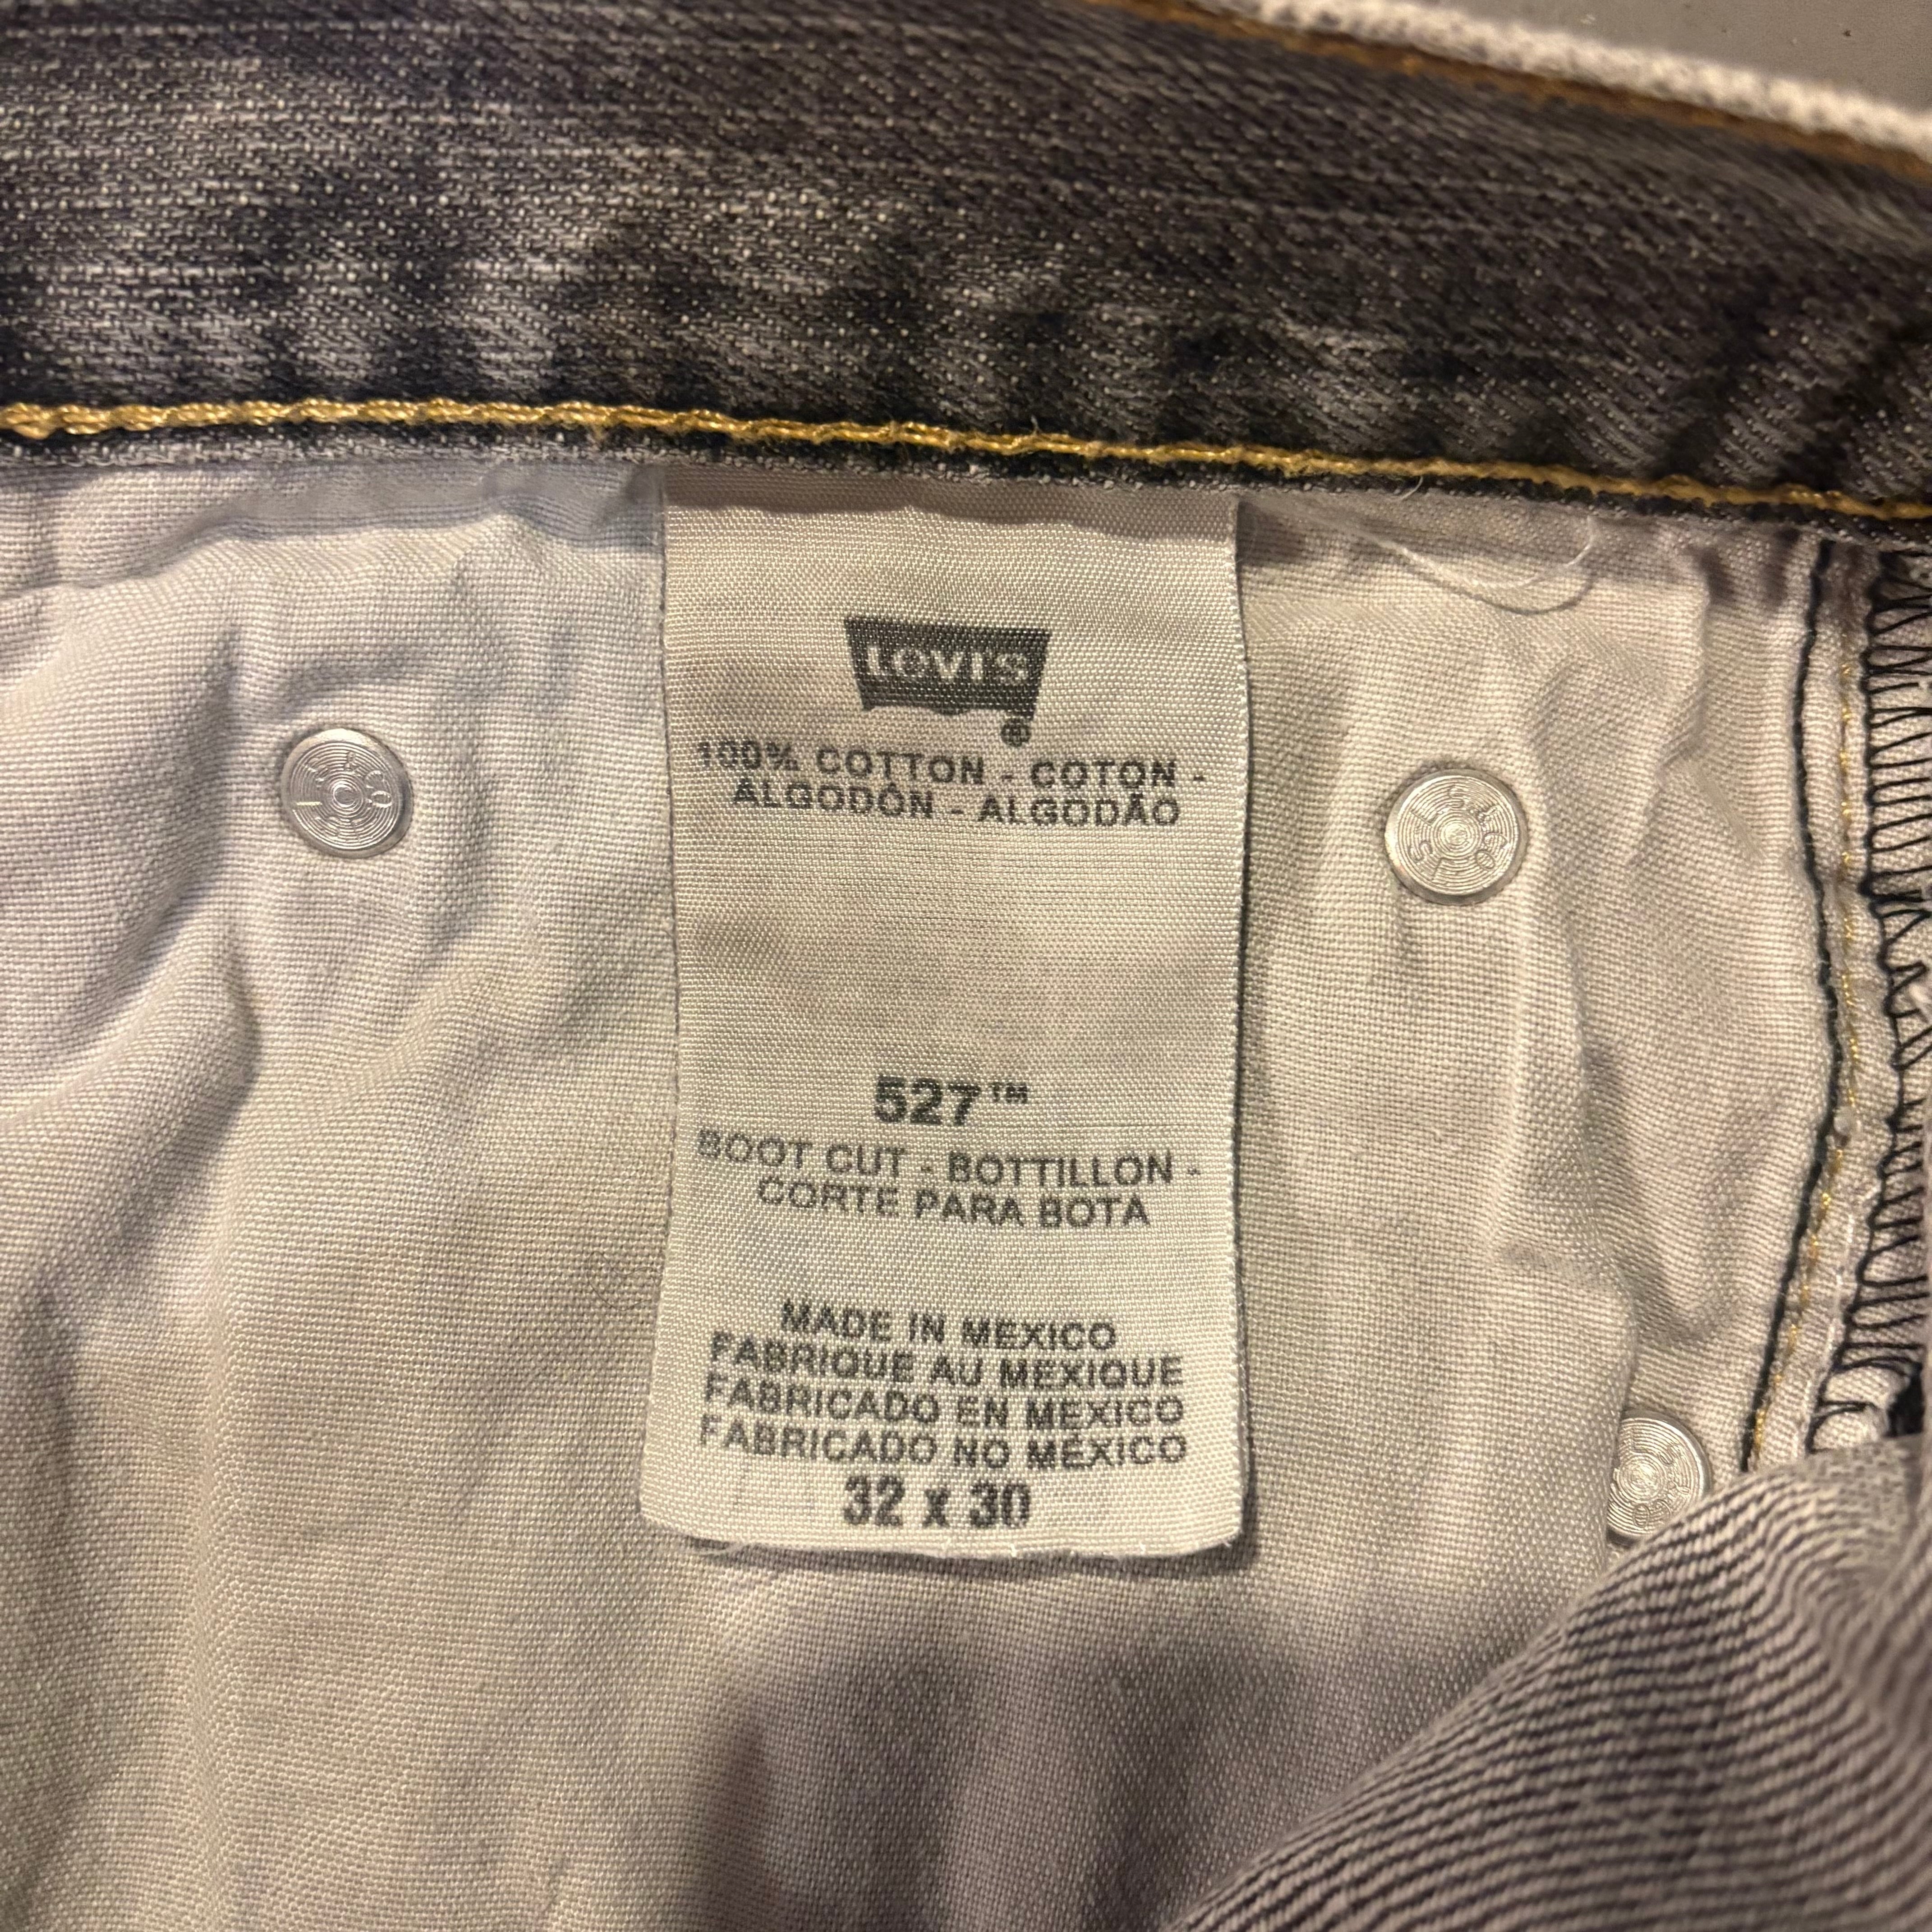 LEVI'S
®
100% COTTON - COTON -
ALGODÓN - ALGODÃO
527™
BOOT CUT - BOTTILLON -
CORTE PARA BOTA
MADE IN MEXICO
FABRIQUE AU MEXIQUE
FABRICADO EN MEXICO
FABRICADO NO MÉXICO
32 x 30